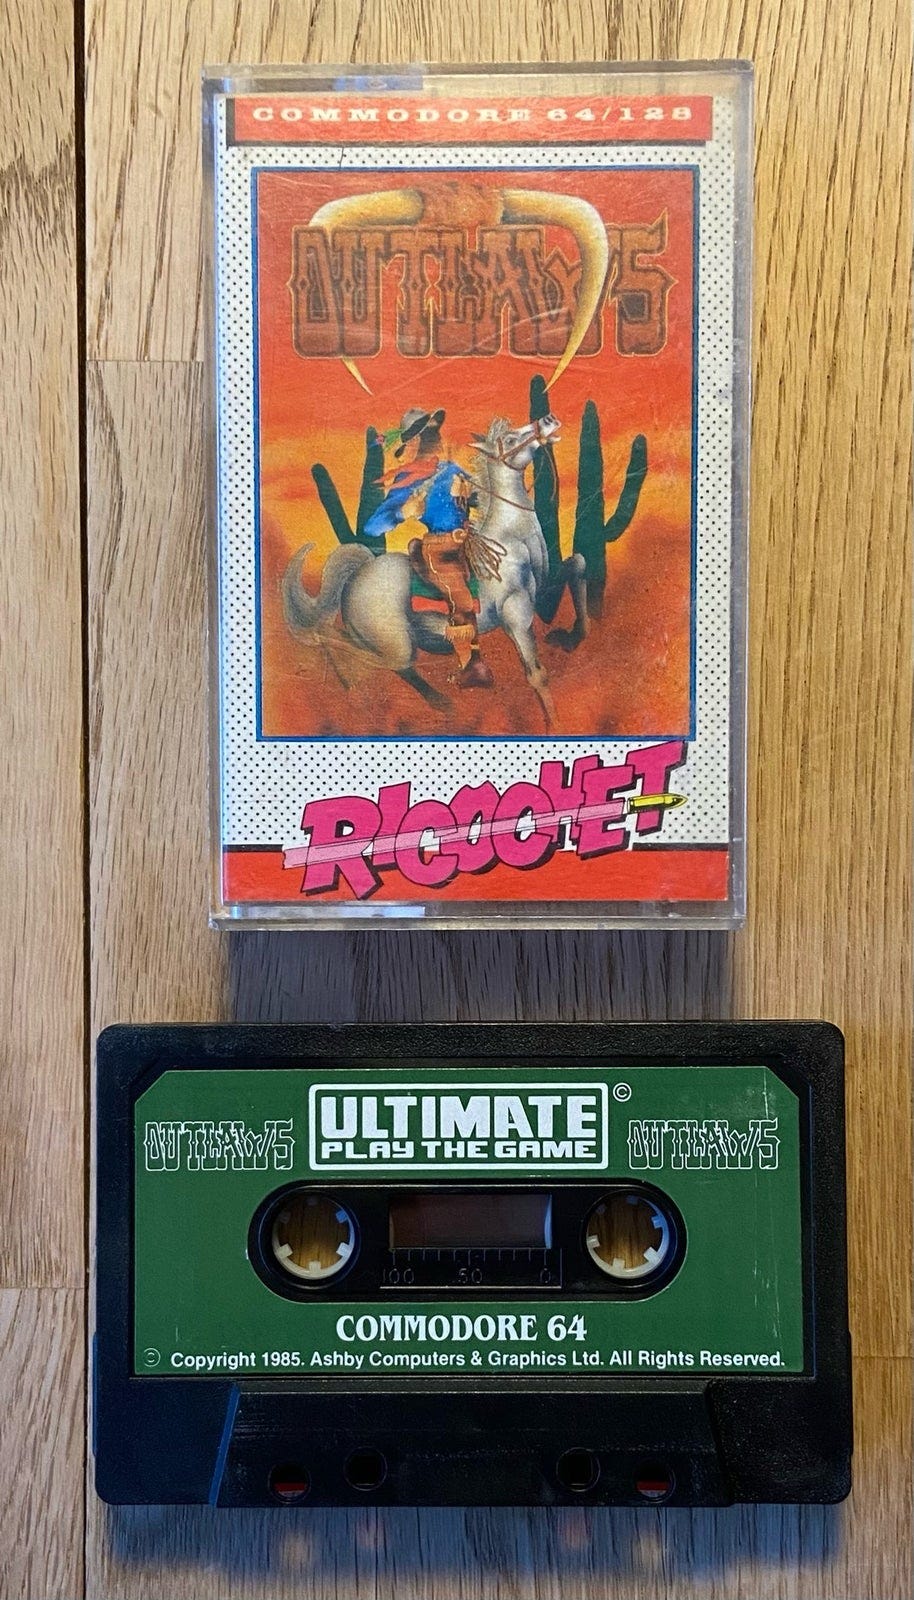 COMMODORE 64/128
OUTLAWS
RICOCHET
ULTIMATE ©
PLAY THE GAME
OUTLAWS OUTLAWS
100 50 0
COMMODORE 64
© Copyright 1985. Ashby Computers & Graphics Ltd. All Rights Reserved.